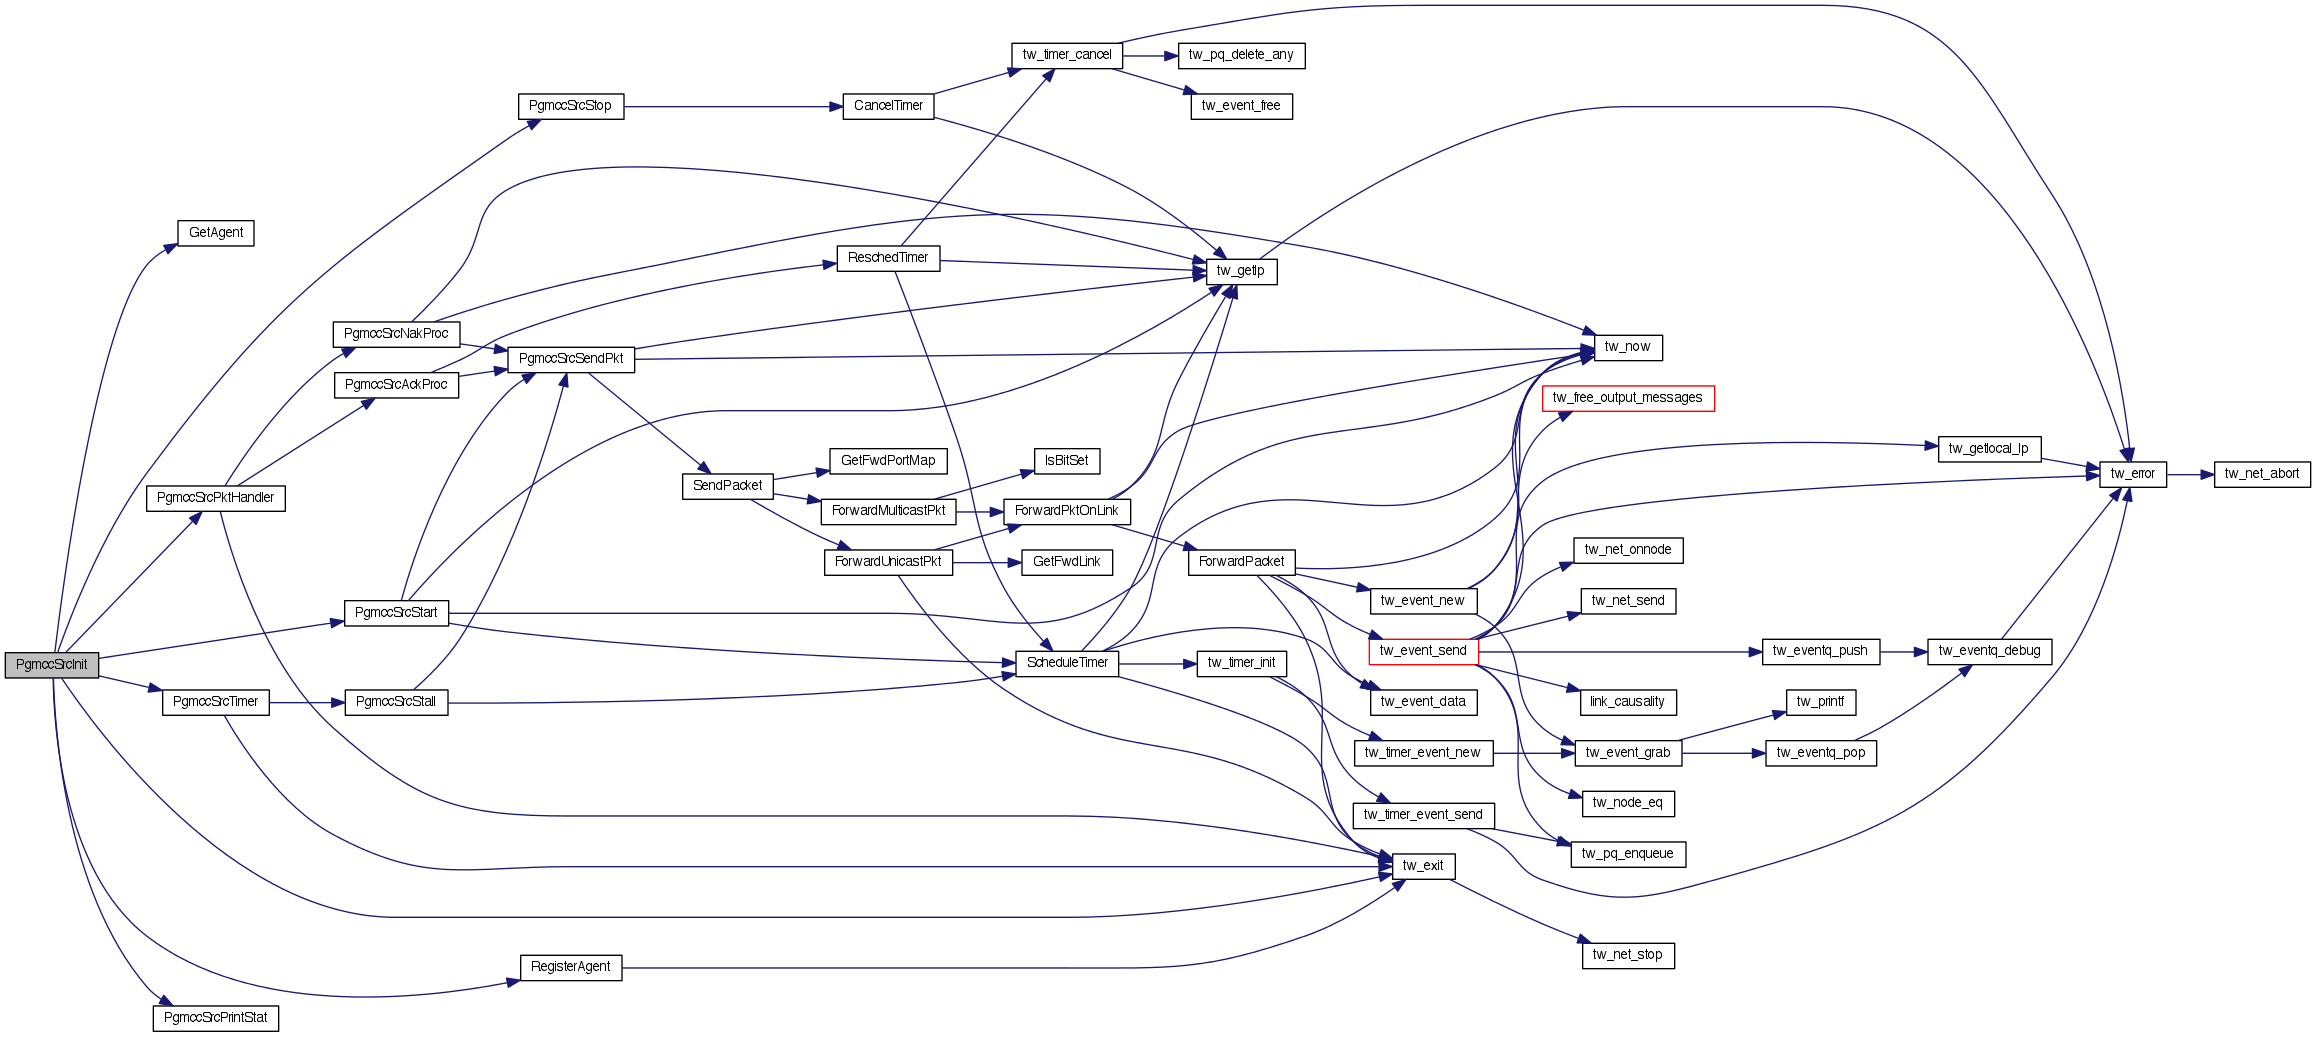 tw_timer_cancel
tw_pq_delete_any
PgmccSrcStop
CancelTimer
tw_event_free
GetAgent
ReschedTimer
tw_getlp
PgmccSrcNakProc
PgmccSrcSendPkt
tw_now
PgmccSrcAckProc
tw_free_output_messages
GetFwdPortMap
IsBitSet
tw_getlocal_lp
SendPacket
tw_error
tw_net_abort
PgmccSrcPktHandler
ForwardMulticastPkt
ForwardPktOnLink
tw_net_onnode
ForwardUnicastPkt
GetFwdLink
ForwardPacket
tw_event_new
tw_net_send
PgmccSrcStart
tw_event_send
tw_eventq_push
tw_eventq_debug
PgmccSrcInit
ScheduleTimer
tw_timer_init
PgmccSrcTimer
PgmccSrcStall
tw_event_data
link_causality
tw_printf
tw_timer_event_new
tw_event_grab
tw_eventq_pop
tw_node_eq
tw_timer_event_send
tw_pq_enqueue
tw_exit
tw_net_stop
RegisterAgent
PgmccSrcPrintStat